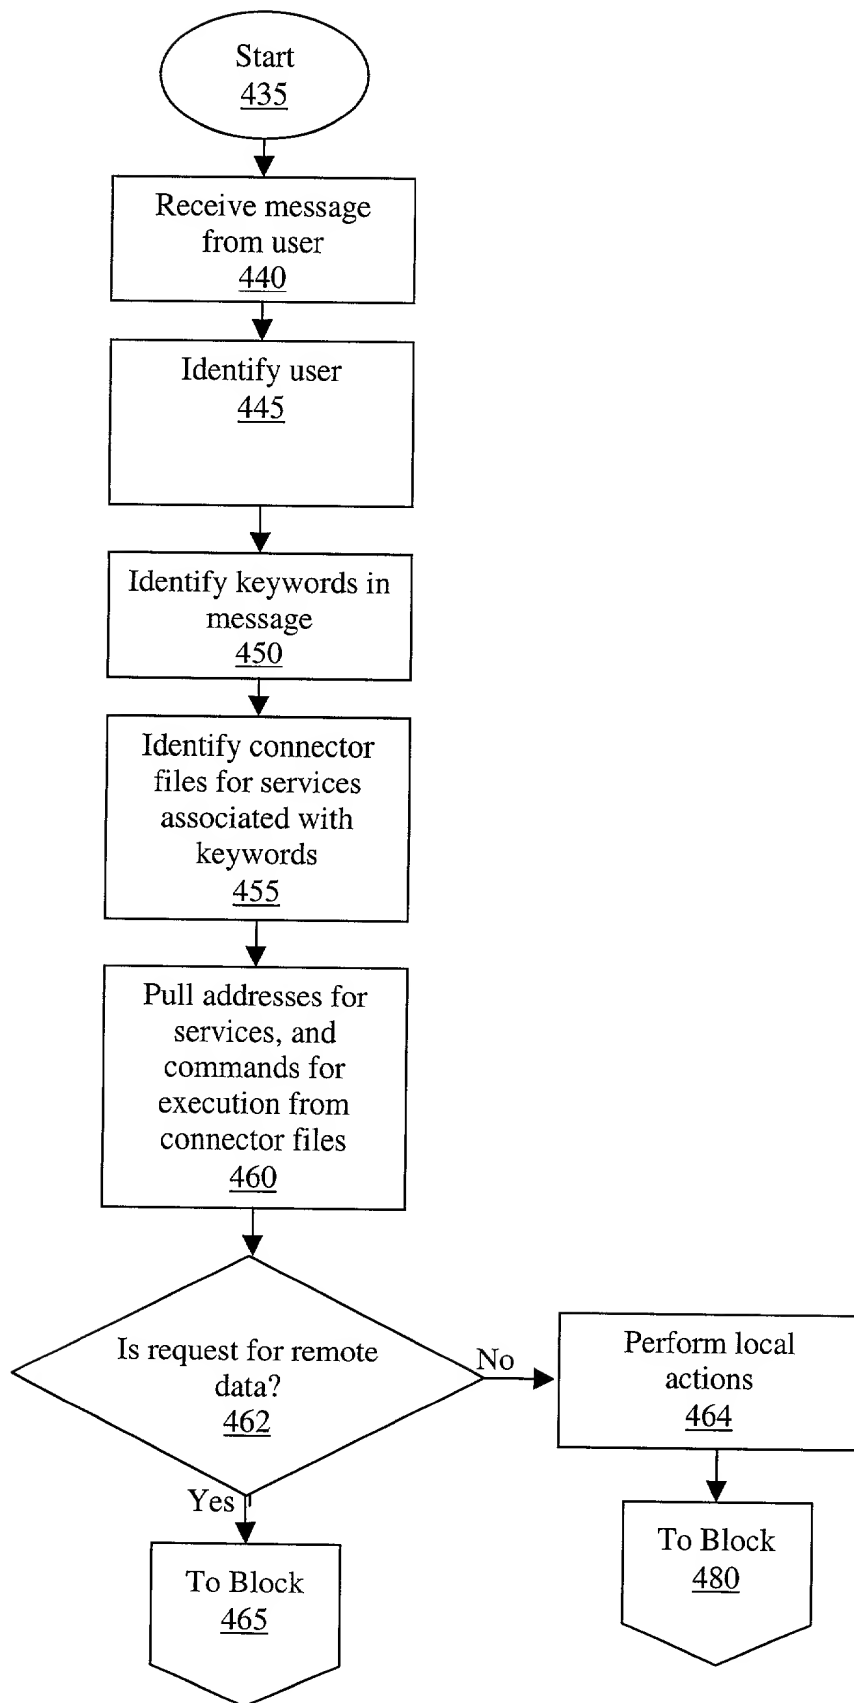 Start
435
Receive message
from user
440
Identify user
445
Identify keywords in
message
450
Identify connector
files for services
associated with
keywords
455
Pull addresses for
services, and
commands for
execution from
connector files
460
Is request for remote
data?
462
No
Perform local
actions
464
Yes
To Block
465
To Block
480